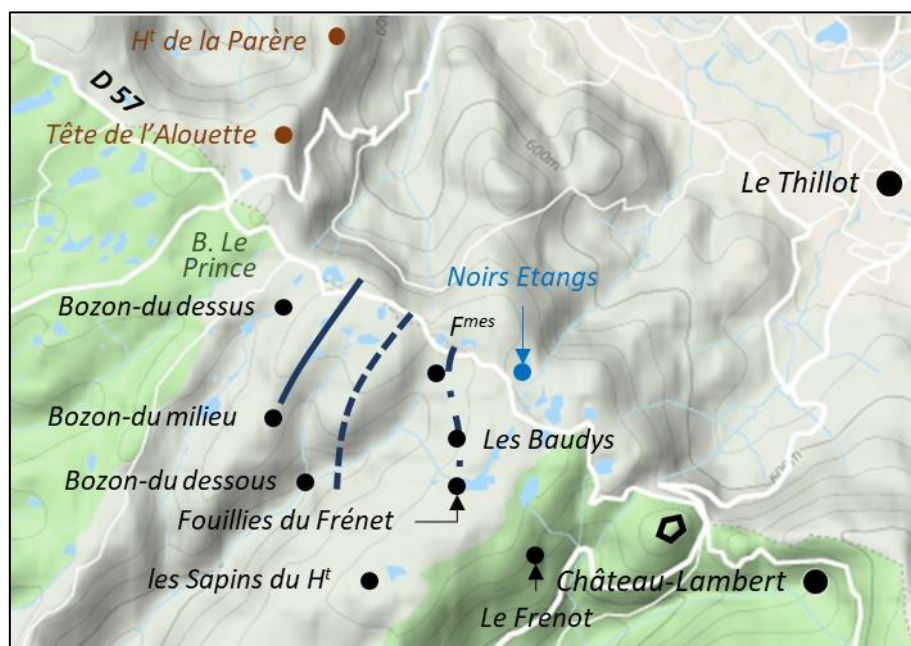 Hᵗ de la Parère
D 57
Tête de l’Alouette
600m
Le Thillot
B. Le
Prince
Noirs Etangs
Bozon-du dessus
Fᵐᵉˢ
Bozon-du milieu
Les Baudys
Bozon-du dessous
Fouillies du Frénet
les Sapins du Hᵗ
Château-Lambert
Le Frenot